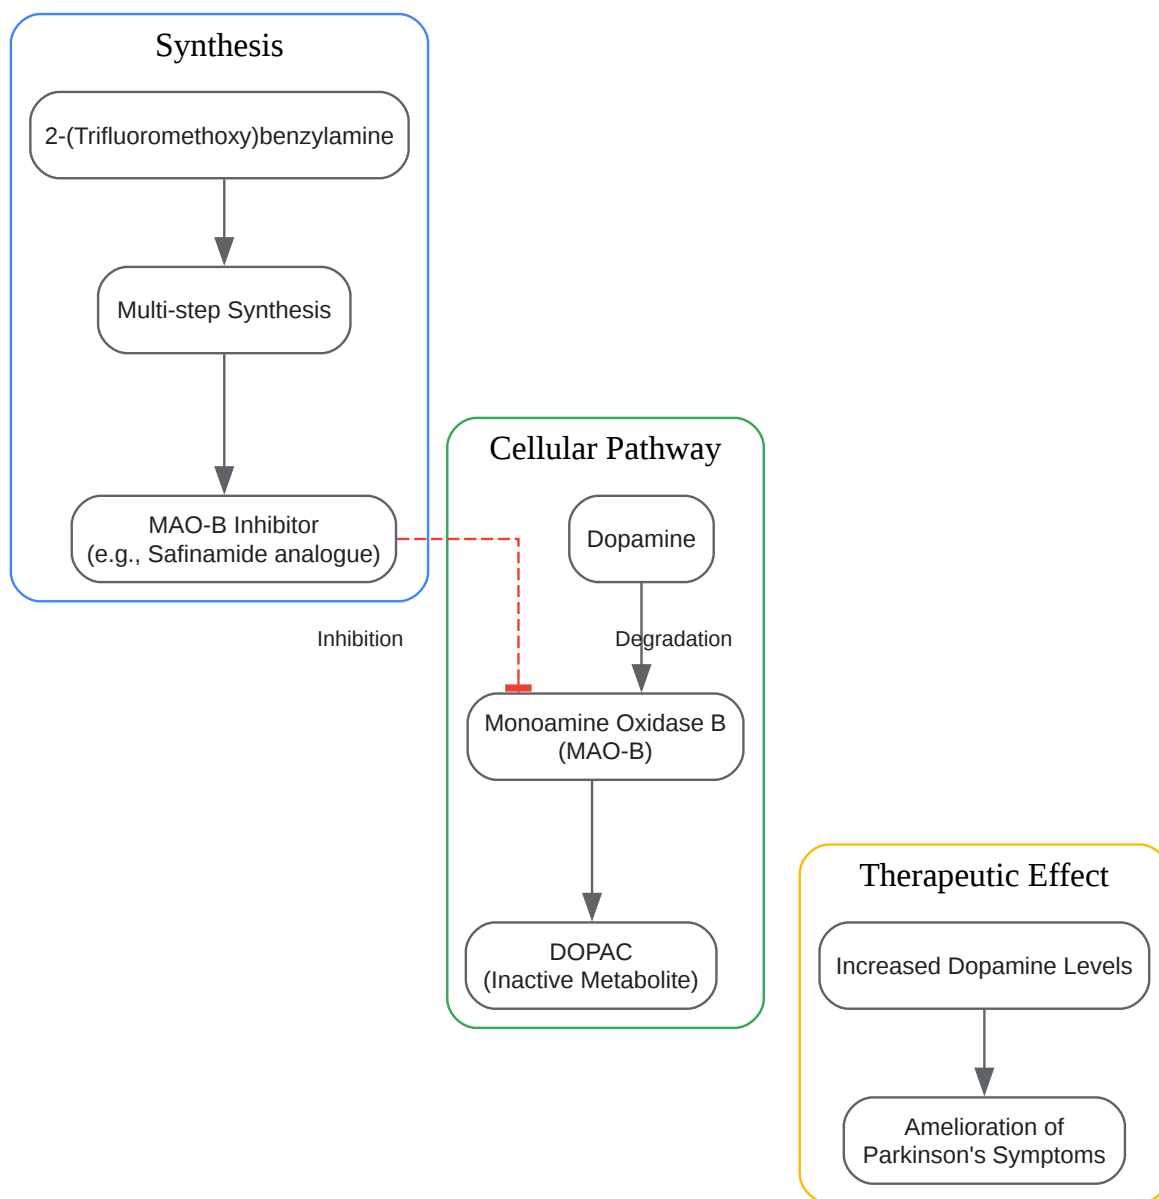 Synthesis
2-(Trifluoromethoxy)benzylamine
Multi-step Synthesis
MAO-B Inhibitor
(e.g., Safinamide analogue)
Inhibition
Cellular Pathway
Dopamine
Degradation
Monoamine Oxidase B
(MAO-B)
DOPAC
(Inactive Metabolite)
Therapeutic Effect
Increased Dopamine Levels
Amelioration of
Parkinson's Symptoms